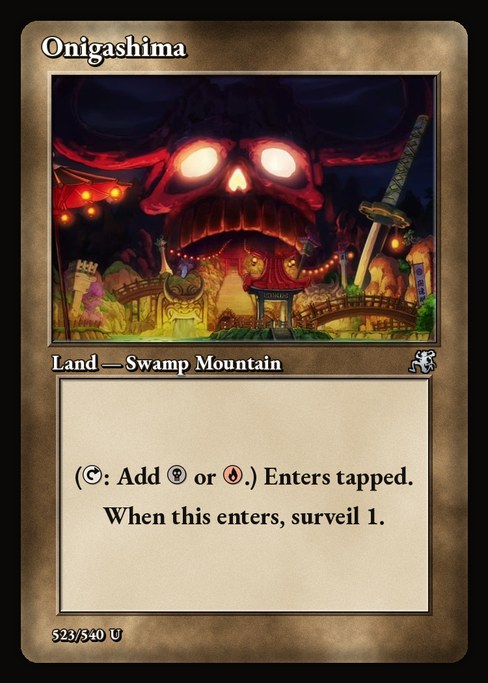 Onigashima
Land — Swamp Mountain
(: Add or .) Enters tapped.
When this enters, surveil 1.
523/540 U